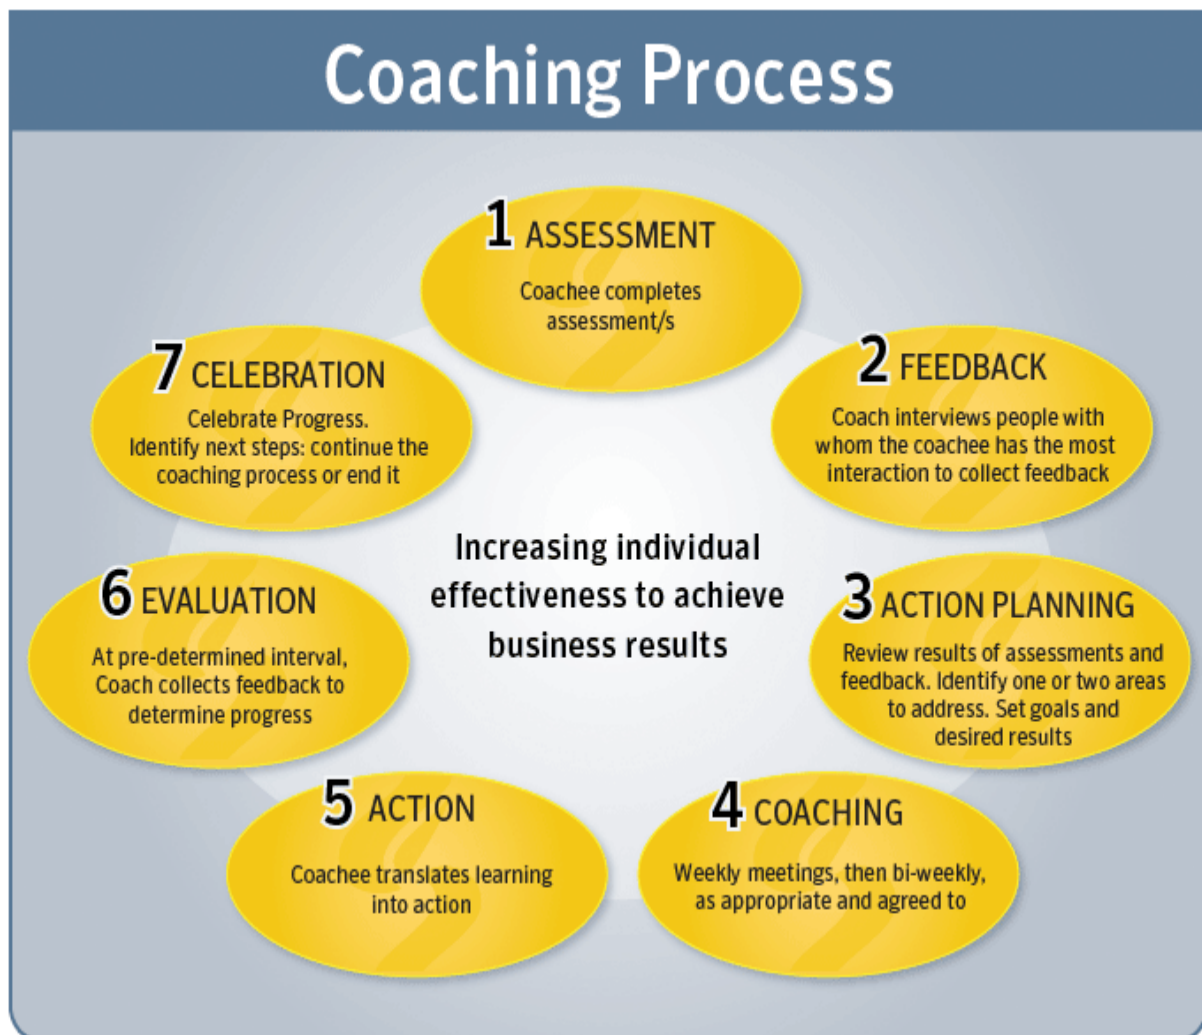 Coaching Process
1 ASSESSMENT
Coachee completes
assessment/s
2 FEEDBACK
Coach interviews people with
whom the coachee has the most
interaction to collect feedback
3 ACTION PLANNING
Review results of assessments and
feedback. Identify one or two areas
to address. Set goals and
desired results
4 COACHING
Weekly meetings, then bi-weekly,
as appropriate and agreed to
5 ACTION
Coachee translates learning
into action
6 EVALUATION
At pre-determined interval,
Coach collects feedback to
determine progress
7 CELEBRATION
Celebrate Progress.
Identify next steps: continue the
coaching process or end it
Increasing individual
effectiveness to achieve
business results